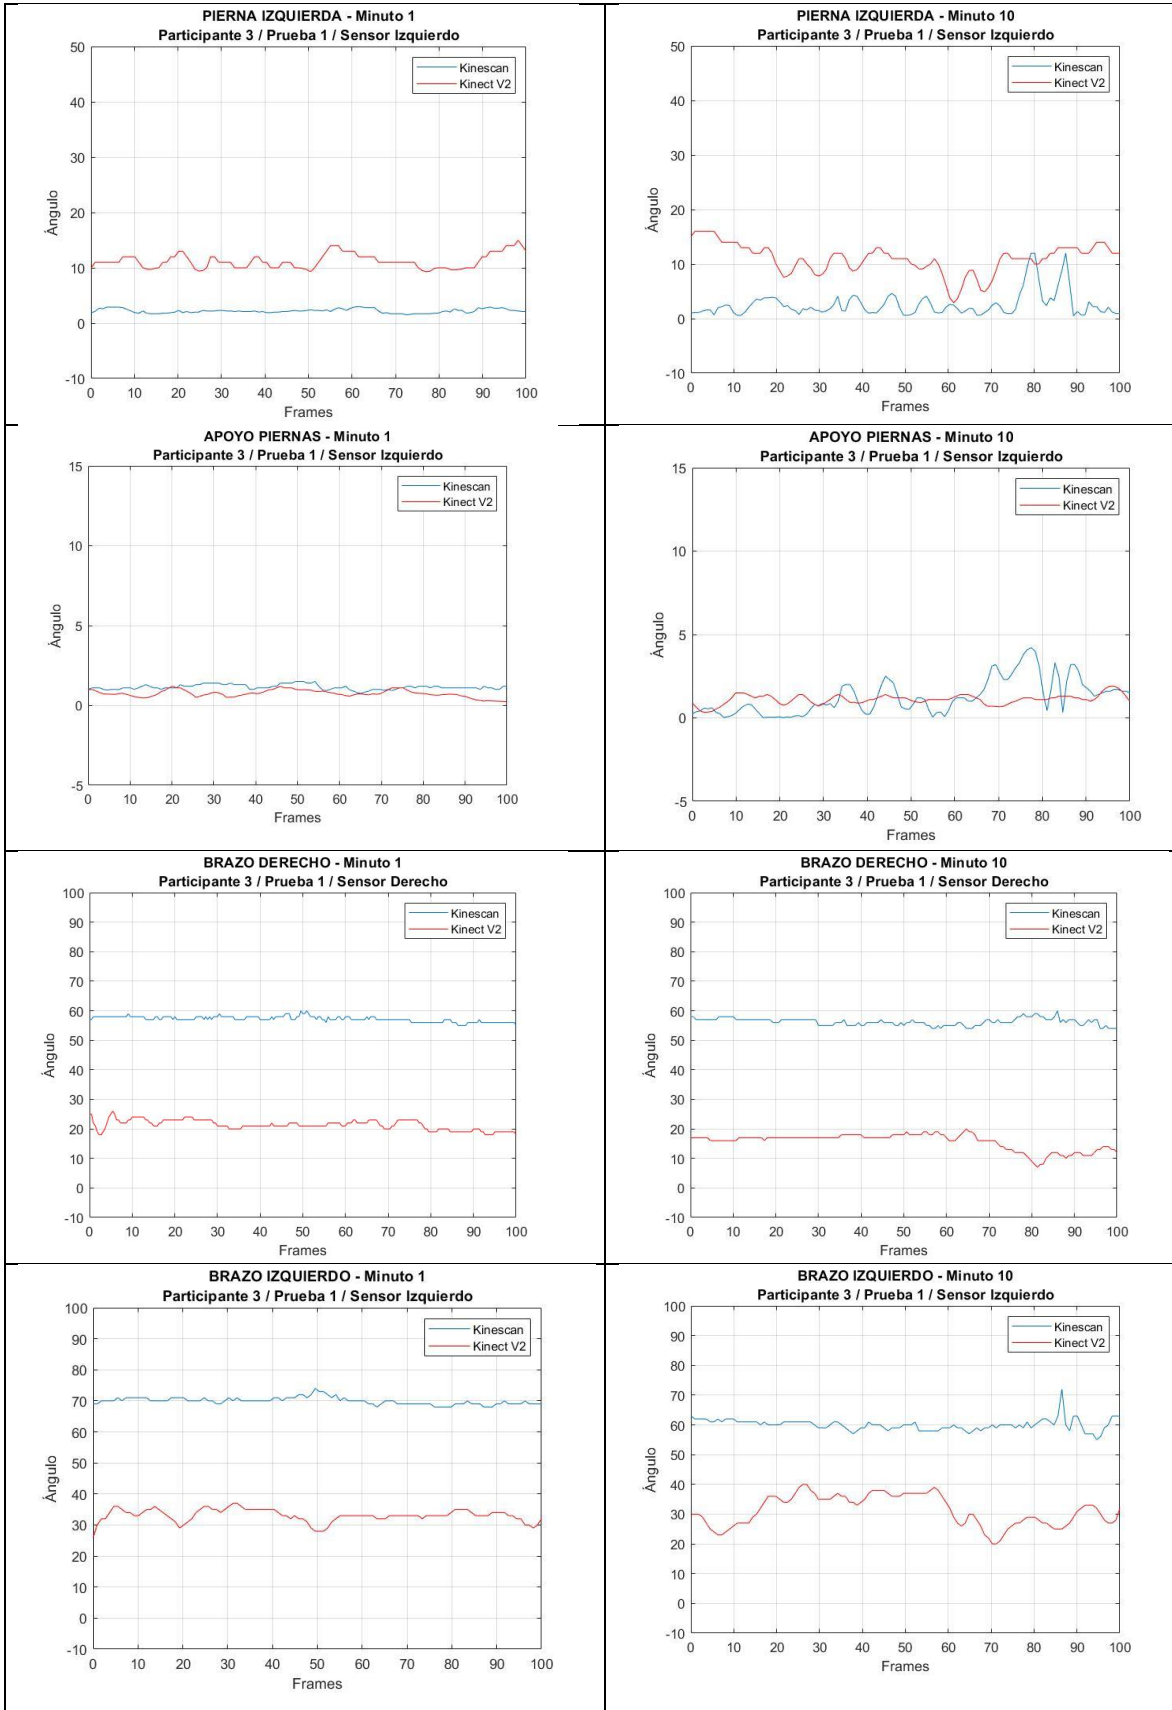 PIERNA IZQUIERDA - Minuto 1
Participante 3 / Prueba 1 / Sensor Izquierdo
Kinescan
Kinect V2
50
40
30
20
10
0
-10
Ángulo
0 10 20 30 40 50 60 70 80 90 100
Frames
PIERNA IZQUIERDA - Minuto 10
Participante 3 / Prueba 1 / Sensor Izquierdo
Kinescan
Kinect V2
50
40
30
20
10
0
-10
Ángulo
0 10 20 30 40 50 60 70 80 90 100
Frames
APOYO PIERNAS - Minuto 1
Participante 3 / Prueba 1 / Sensor Izquierdo
Kinescan
Kinect V2
15
10
5
0
-5
Ángulo
0 10 20 30 40 50 60 70 80 90 100
Frames
APOYO PIERNAS - Minuto 10
Participante 3 / Prueba 1 / Sensor Izquierdo
Kinescan
Kinect V2
15
10
5
0
-5
Ángulo
0 10 20 30 40 50 60 70 80 90 100
Frames
BRAZO DERECHO - Minuto 1
Participante 3 / Prueba 1 / Sensor Derecho
Kinescan
Kinect V2
100
90
80
70
60
50
40
30
20
10
0
-10
Ángulo
0 10 20 30 40 50 60 70 80 90 100
Frames
BRAZO DERECHO - Minuto 10
Participante 3 / Prueba 1 / Sensor Derecho
Kinescan
Kinect V2
100
90
80
70
60
50
40
30
20
10
0
-10
Ángulo
0 10 20 30 40 50 60 70 80 90 100
Frames
BRAZO IZQUIERDO - Minuto 1
Participante 3 / Prueba 1 / Sensor Izquierdo
Kinescan
Kinect V2
100
90
80
70
60
50
40
30
20
10
0
-10
Ángulo
0 10 20 30 40 50 60 70 80 90 100
Frames
BRAZO IZQUIERDO - Minuto 10
Participante 3 / Prueba 1 / Sensor Izquierdo
Kinescan
Kinect V2
100
90
80
70
60
50
40
30
20
10
0
-10
Ángulo
0 10 20 30 40 50 60 70 80 90 100
Frames